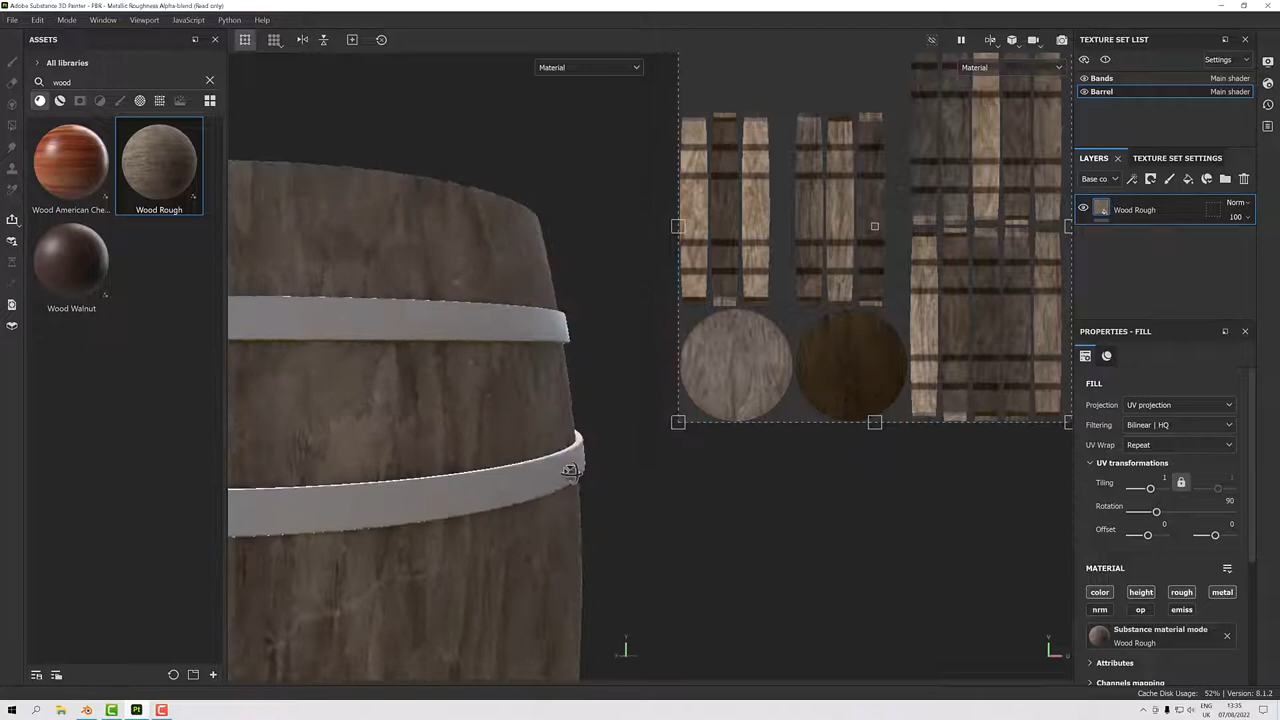 Adobe Substance 3D Painter - PBR - Metallic Roughness Alpha-blend (Read only)
File Edit Mode Window Viewport JavaScript Python Help
ASSETS
All libraries
wood
Wood American Che...
Wood Rough
Wood Walnut
Material
Material
TEXTURE SET LIST
Settings
Bands Main shader
Barrel Main shader
LAYERS TEXTURE SET SETTINGS
Base co
Wood Rough Norm
100
PROPERTIES - FILL
FILL
Projection UV projection
Filtering Bilinear | HQ
UV Wrap Repeat
UV transformations
Tiling 1 1
Rotation 90
Offset 0 0
MATERIAL
color height rough metal
nrm op emiss
Substance material mode
Wood Rough
Attributes
Channels mapping
Cache Disk Usage: 52% | Version: 8.1.2
ENG
UK
13:35
07/08/2022